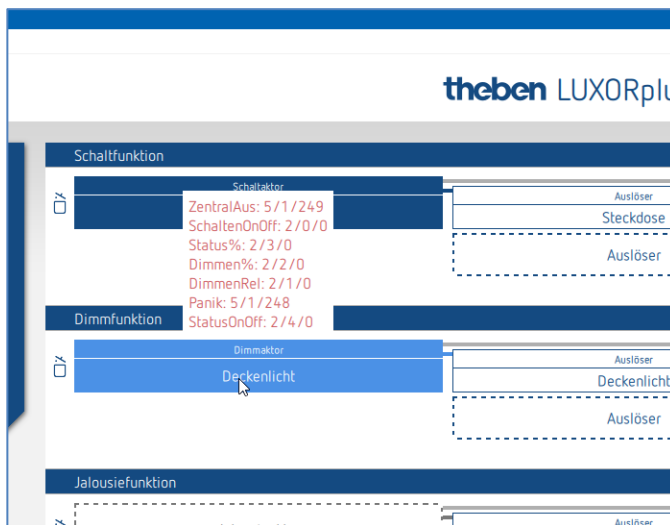 theben LUXORplu
Schaltfunktion
Schaltaktor
Auslöser
Steckdose
Auslöser
ZentralAus: 5/1/249
SchaltenOnOff: 2/0/0
Status%: 2/3/0
Dimmen%: 2/2/0
DimmenRel: 2/1/0
Panik: 5/1/248
StatusOnOff: 2/4/0
Dimmfunktion
Dimmaktor
Deckenlicht
Auslöser
Deckenlicht
Auslöser
Jalousiefunktion
Auslöser